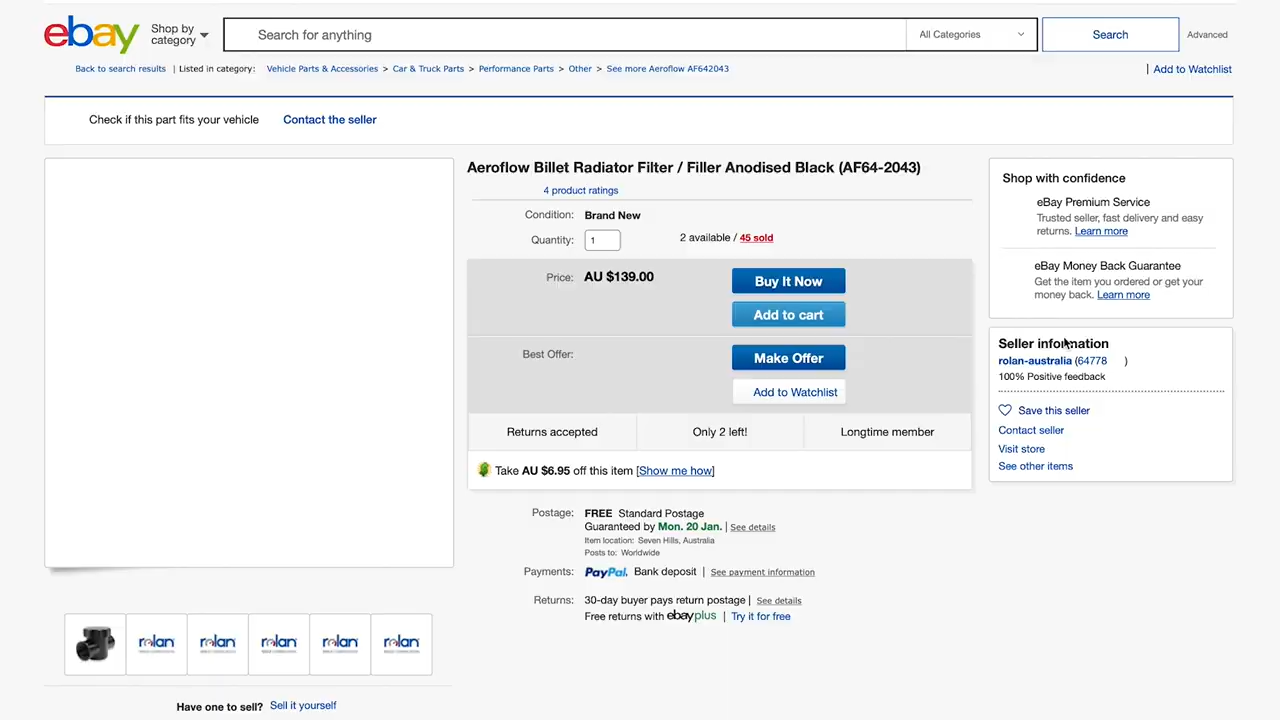 ebay
Shop by
category
Search for anything
All Categories
Search
Advanced
Back to search results | Listed in category: Vehicle Parts & Accessories > Car & Truck Parts > Performance Parts > Other > See more Aeroflow AF642043
| Add to Watchlist
Check if this part fits your vehicle Contact the seller
Aeroflow Billet Radiator Filter / Filler Anodised Black (AF64-2043)
4 product ratings
Condition: Brand New
Quantity: 1
2 available / 45 sold
Price: AU $139.00
Buy It Now
Add to cart
Best Offer:
Make Offer
Add to Watchlist
Returns accepted
Only 2 left!
Longtime member
Take AU $6.95 off this item [Show me how]
Postage: FREE Standard Postage
Guaranteed by Mon. 20 Jan. | See details
Item location: Seven Hills, Australia
Posts to: Worldwide
Payments: PayPal. Bank deposit | See payment information
Returns: 30-day buyer pays return postage | See details
Free returns with ebayplus | Try it for free
Shop with confidence
eBay Premium Service
Trusted seller, fast delivery and easy
returns. Learn more
eBay Money Back Guarantee
Get the item you ordered or get your
money back. Learn more
Seller information
rolan-australia (64778 )
100% Positive feedback
Save this seller
Contact seller
Visit store
See other items
rolan
rolan
rolan
rolan
rolan
Have one to sell? Sell it yourself